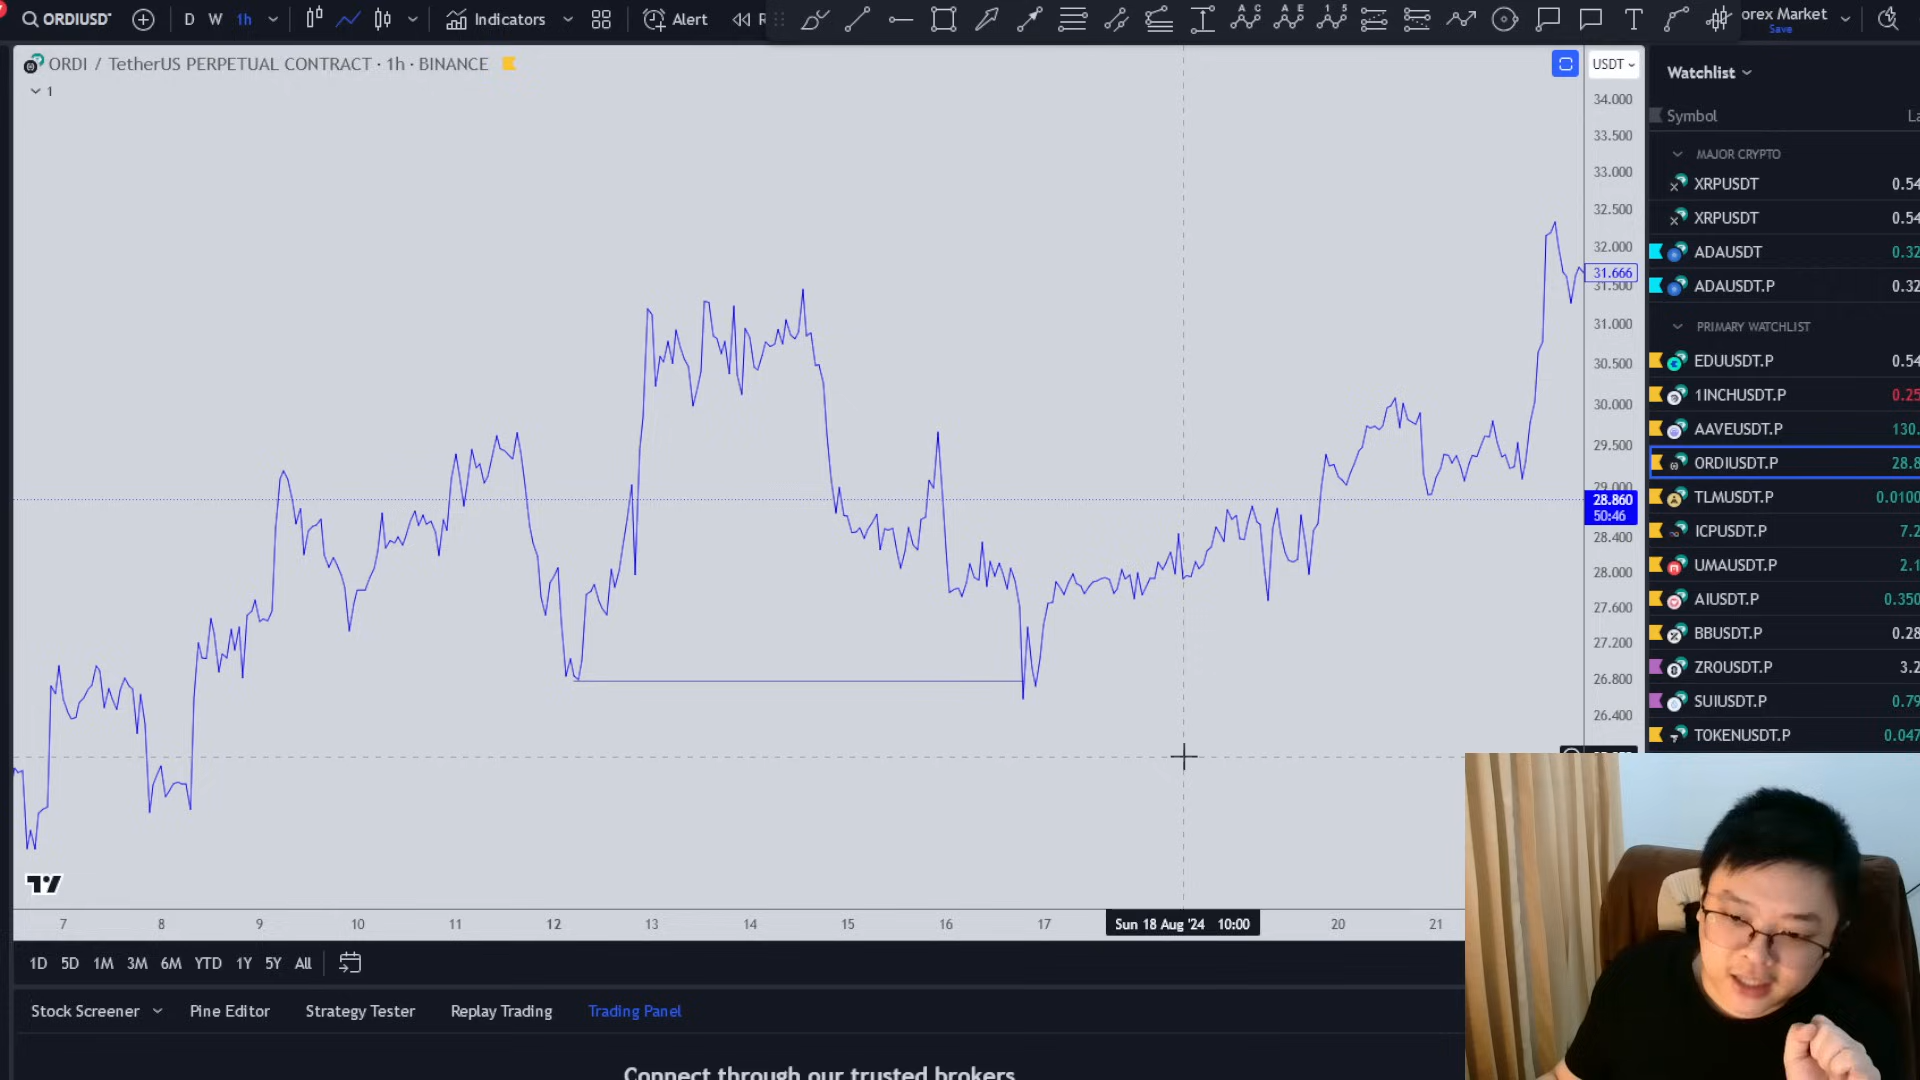 ORDIUSDT
D W 1h
Indicators
Alert
orex Market
Save
ORDI / TetherUS PERPETUAL CONTRACT · 1h · BINANCE
1
USDT
34.000
33.500
33.000
32.500
32.000
31.666
31.500
31.000
30.500
30.000
29.500
29.000
28.860
50:46
28.400
28.000
27.600
27.200
26.800
26.400
7 8 9 10 11 12 13 14 15 16 17 Sun 18 Aug '24 10:00 20 21
1D 5D 1M 3M 6M YTD 1Y 5Y All
Stock Screener Pine Editor Strategy Tester Replay Trading Trading Panel
Connect through our trusted brokers
Watchlist
Symbol
MAJOR CRYPTO
XRPUSDT 0.54
XRPUSDT 0.54
ADAUSDT 0.32
ADAUSDT.P 0.32
PRIMARY WATCHLIST
EDUUSDT.P 0.54
1INCHUSDT.P 0.25
AAVEUSDT.P 130.
ORDIUSDT.P 28.8
TLMUSDT.P 0.0100
ICPUSDT.P 7.2
UMAUSDT.P 2.1
AIUSDT.P 0.350
BBUSDT.P 0.28
ZROUSDT.P 3.2
SUIUSDT.P 0.79
TOKENUSDT.P 0.047